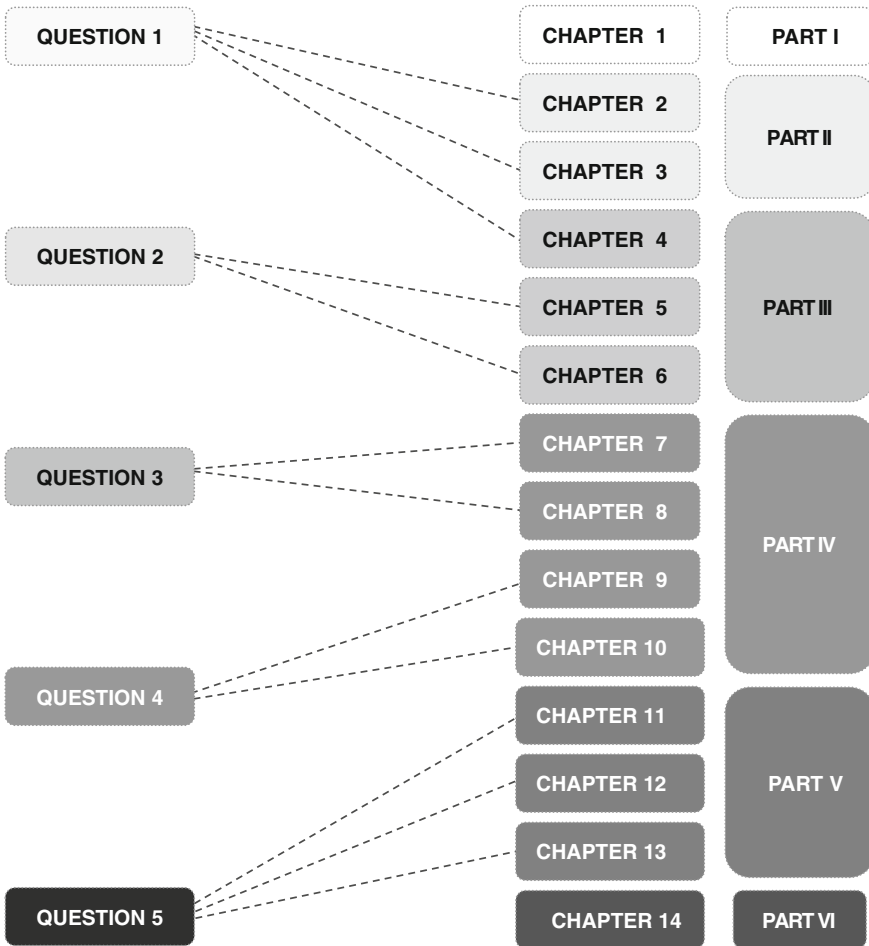 QUESTION 1
QUESTION 2
QUESTION 3
QUESTION 4
QUESTION 5
CHAPTER 1
CHAPTER 2
CHAPTER 3
CHAPTER 4
CHAPTER 5
CHAPTER 6
CHAPTER 7
CHAPTER 8
CHAPTER 9
CHAPTER 10
CHAPTER 11
CHAPTER 12
CHAPTER 13
CHAPTER 14
PART I
PART II
PART III
PART IV
PART V
PART VI